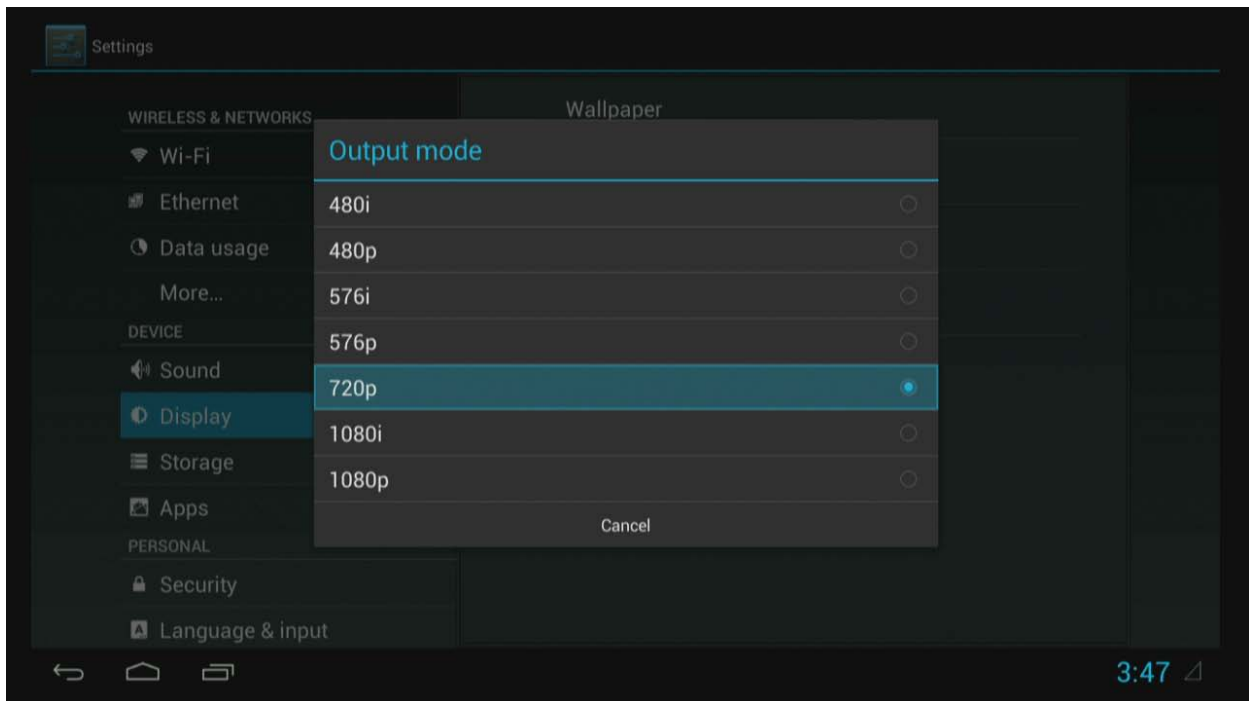 Settings
WIRELESS & NETWORKS
Wi-Fi
Ethernet
Data usage
More...
DEVICE
Sound
Display
Storage
Apps
PERSONAL
Security
Language & input
Wallpaper
Output mode
480i
480p
576i
576p
720p
1080i
1080p
Cancel
3:47